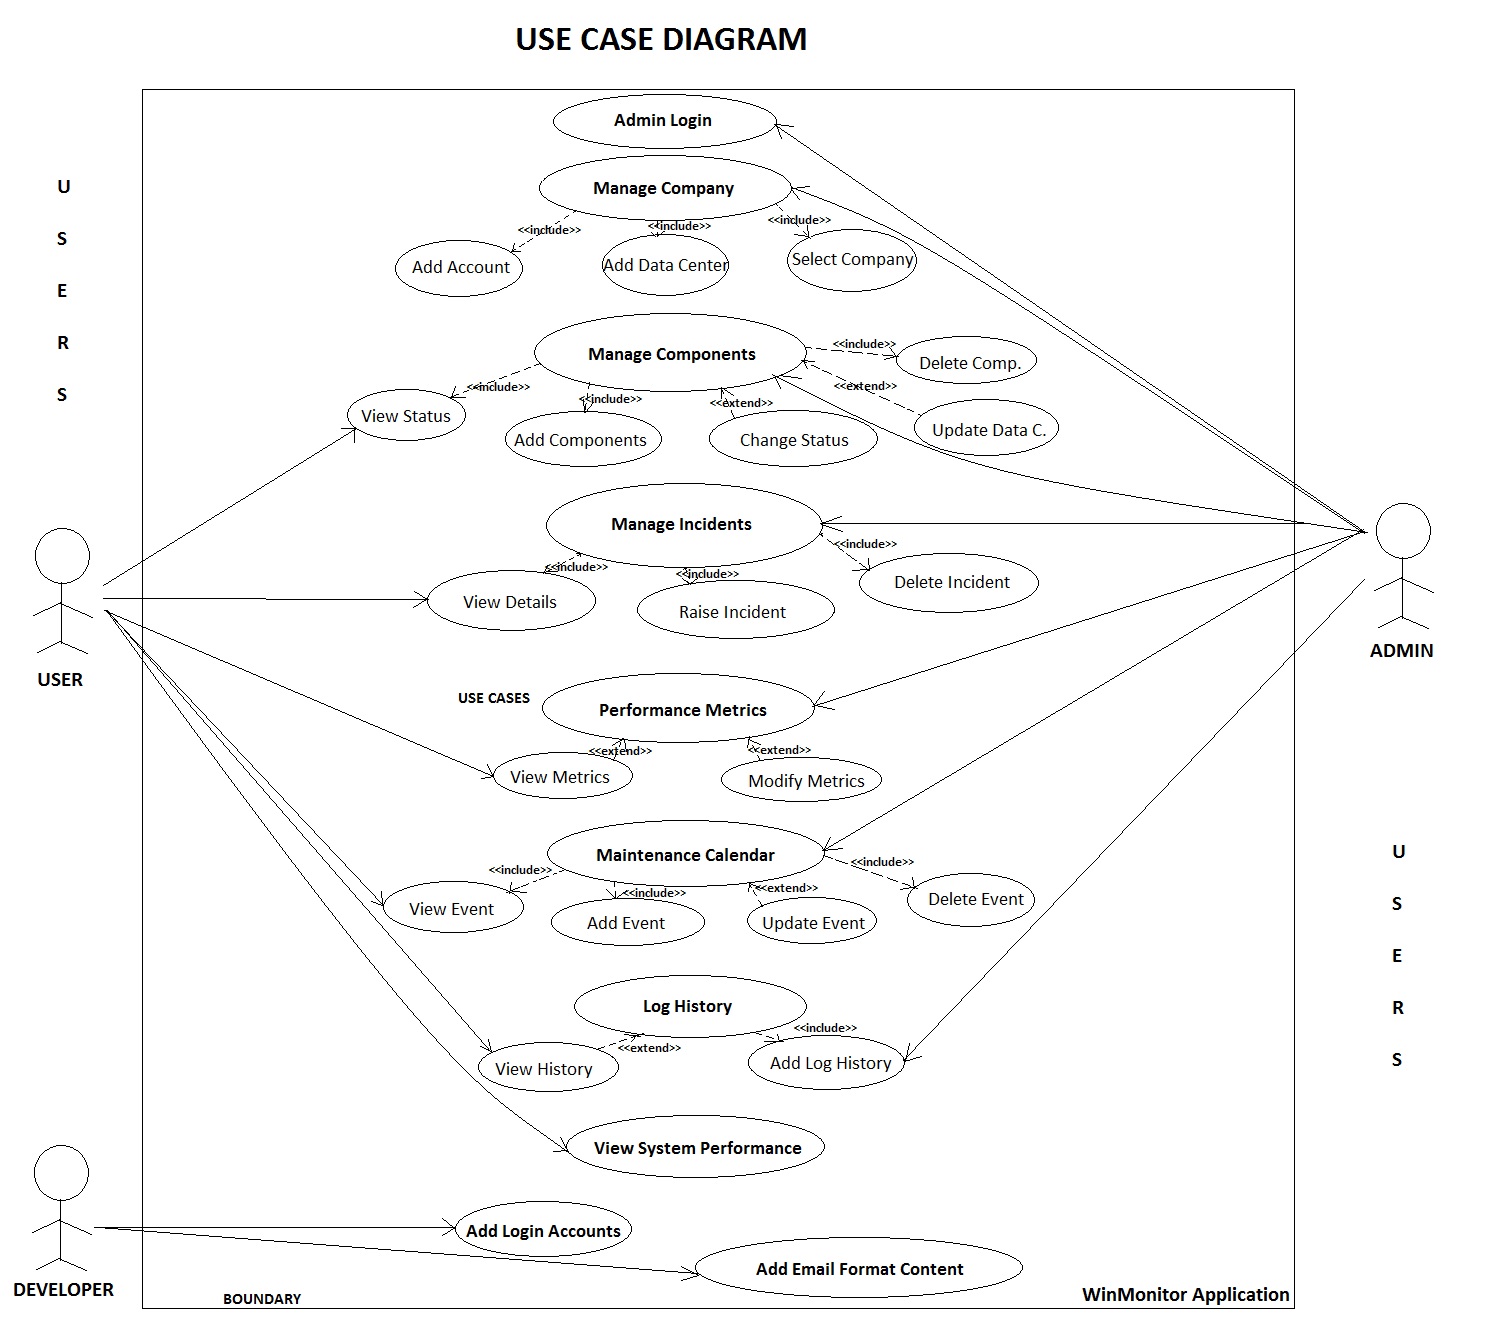 USE CASE DIAGRAM
Admin Login
U
S
E
R
S
Manage Company
<<include>>
<<include>>
<<include>>
Add Account
Add Data Center
Select Company
Manage Components
<<include>>
Delete Comp.
<<include>>
<<include>>
<<extend>>
<<extend>>
View Status
Add Components
Change Status
Update Data C.
Manage Incidents
<<include>>
<<include>>
<<include>>
View Details
Raise Incident
Delete Incident
USER
ADMIN
USE CASES
Performance Metrics
<<extend>>
<<extend>>
View Metrics
Modify Metrics
Maintenance Calendar
<<include>>
<<include>>
<<extend>>
<<include>>
View Event
Add Event
Update Event
Delete Event
U
S
E
R
S
Log History
<<extend>>
<<include>>
View History
Add Log History
View System Performance
Add Login Accounts
Add Email Format Content
DEVELOPER
BOUNDARY
WinMonitor Application